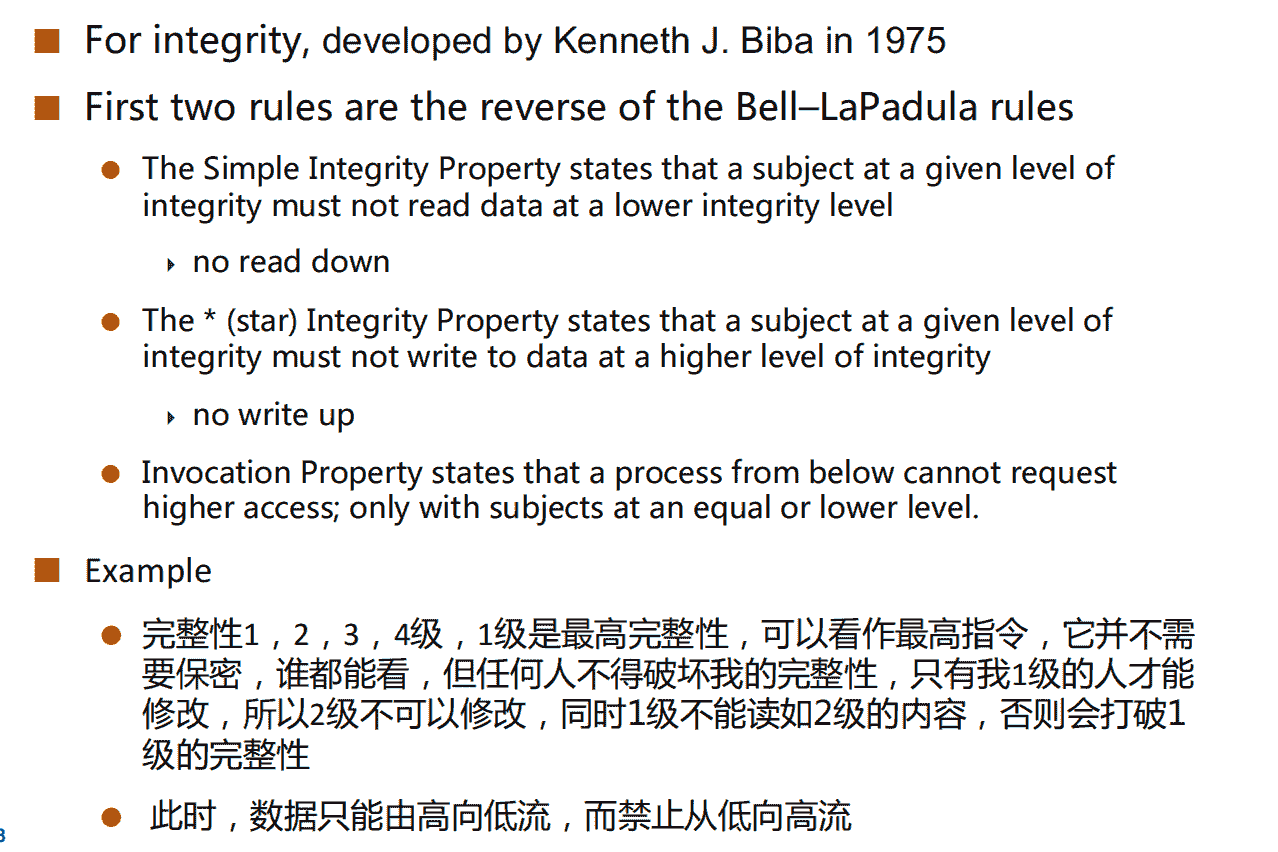 For integrity, developed by Kenneth J. Biba in 1975
First two rules are the reverse of the Bell–LaPadula rules
The Simple Integrity Property states that a subject at a given level of
integrity must not read data at a lower integrity level
no read down
The * (star) Integrity Property states that a subject at a given level of
integrity must not write to data at a higher level of integrity
no write up
Invocation Property states that a process from below cannot request
higher access; only with subjects at an equal or lower level.
Example
完整性1，2，3，4级，1级是最高完整性，可以看作最高指令，它并不需
要保密，谁都能看，但任何人不得破坏我的完整性，只有我1级的人才能
修改，所以2级不可以修改，同时1级不能读如2级的内容，否则会打破1
级的完整性
此时，数据只能由高向低流，而禁止从低向高流